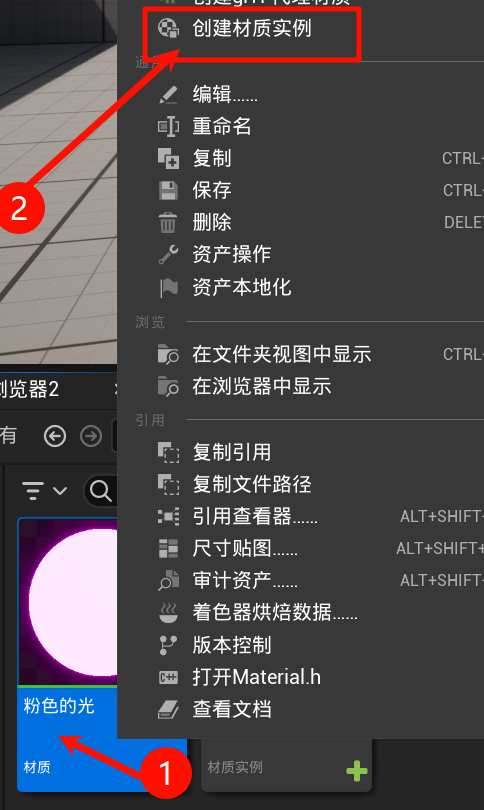 创建材质实例
通用
编辑……
重命名
复制 CTRL+
保存 CTRL+
删除 DELET
资产操作
资产本地化
浏览
在文件夹视图中显示 CTRL+
在浏览器中显示
引用
复制引用
复制文件路径
引用查看器…… ALT+SHIFT+
尺寸贴图…… ALT+SHIFT+
审计资产…… ALT+SHIFT+
着色器烘焙数据……
版本控制
C++ 打开Material.h
查看文档
2
浏览器2
有
粉色的光
材质
1
材质实例